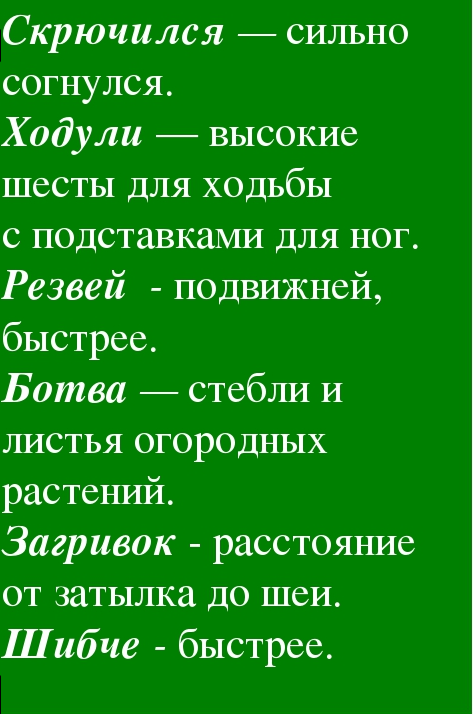 Скрючился — сильно
согнулся.
Ходули — высокие
шесты для ходьбы
с подставками для ног.
Резвей - подвижней,
быстрее.
Ботва — стебли и
листья огородных
растений.
Загривок - расстояние
от затылка до шеи.
Шибче - быстрее.